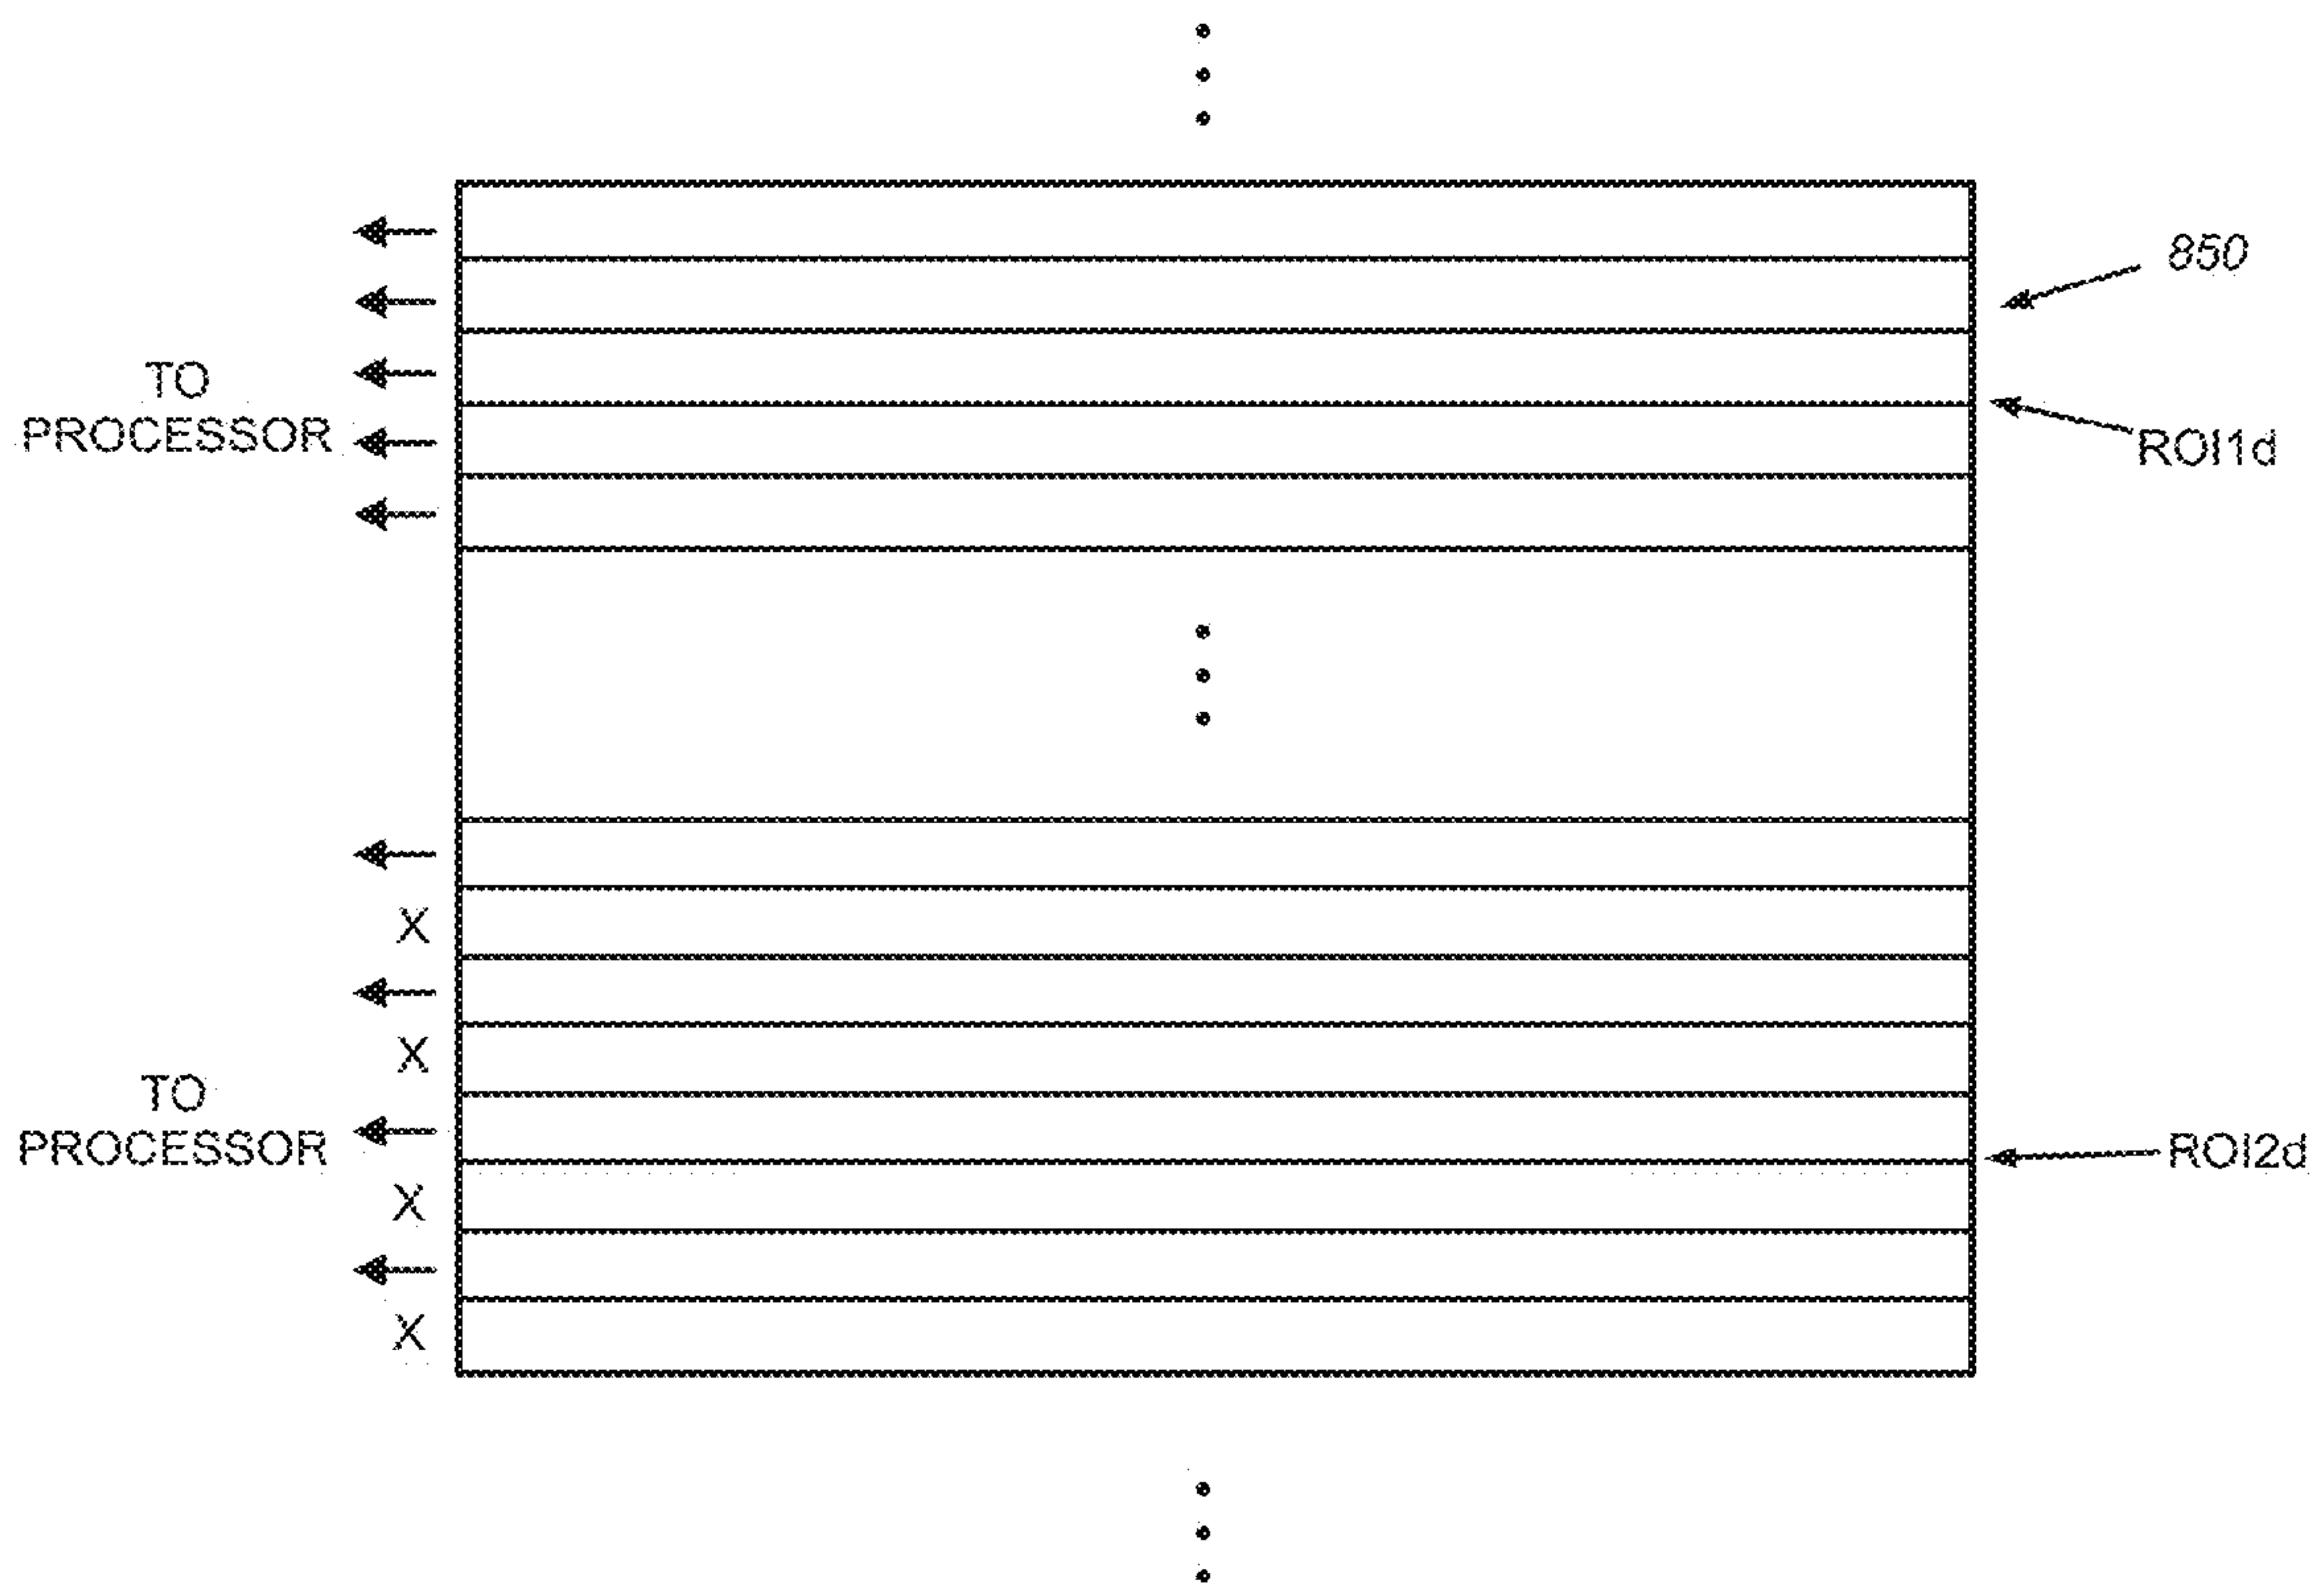 850
TO
PROCESSOR
ROI1d
X
X
TO
PROCESSOR
ROI2d
X
X